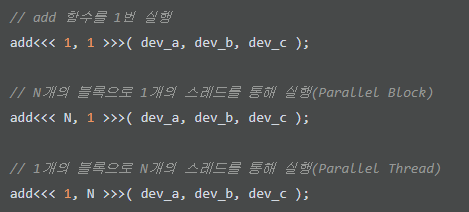 // add 함수를 1번 실행
add<<< 1, 1 >>>( dev_a, dev_b, dev_c );
// N개의 블록으로 1개의 스레드를 통해 실행(Parallel Block)
add<<< N, 1 >>>( dev_a, dev_b, dev_c );
// 1개의 블록으로 N개의 스레드를 통해 실행(Parallel Thread)
add<<< 1, N >>>( dev_a, dev_b, dev_c );